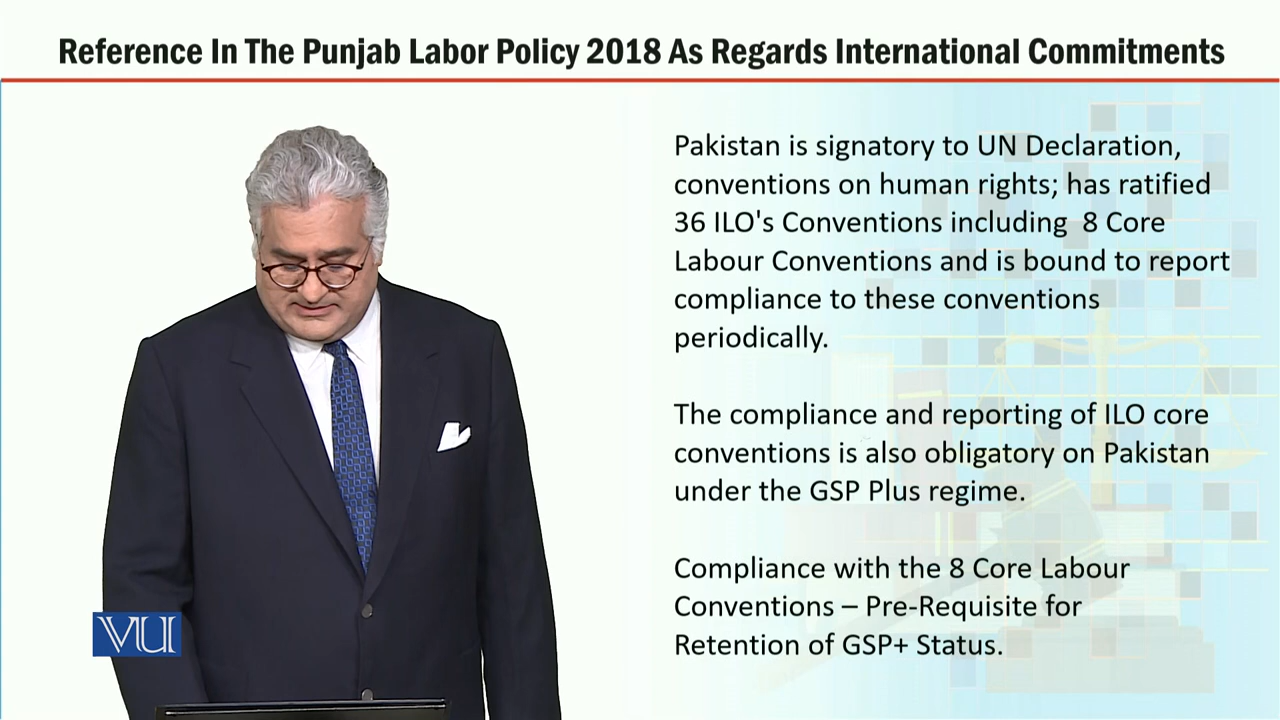 Reference In The Punjab Labor Policy 2018 As Regards International Commitments
Pakistan is signatory to UN Declaration,
conventions on human rights; has ratified
36 ILO's Conventions including  8 Core
Labour Conventions and is bound to report
compliance to these conventions
periodically.
The compliance and reporting of ILO core
conventions is also obligatory on Pakistan
under the GSP Plus regime.
Compliance with the 8 Core Labour
Conventions – Pre-Requisite for
Retention of GSP+ Status.
VU